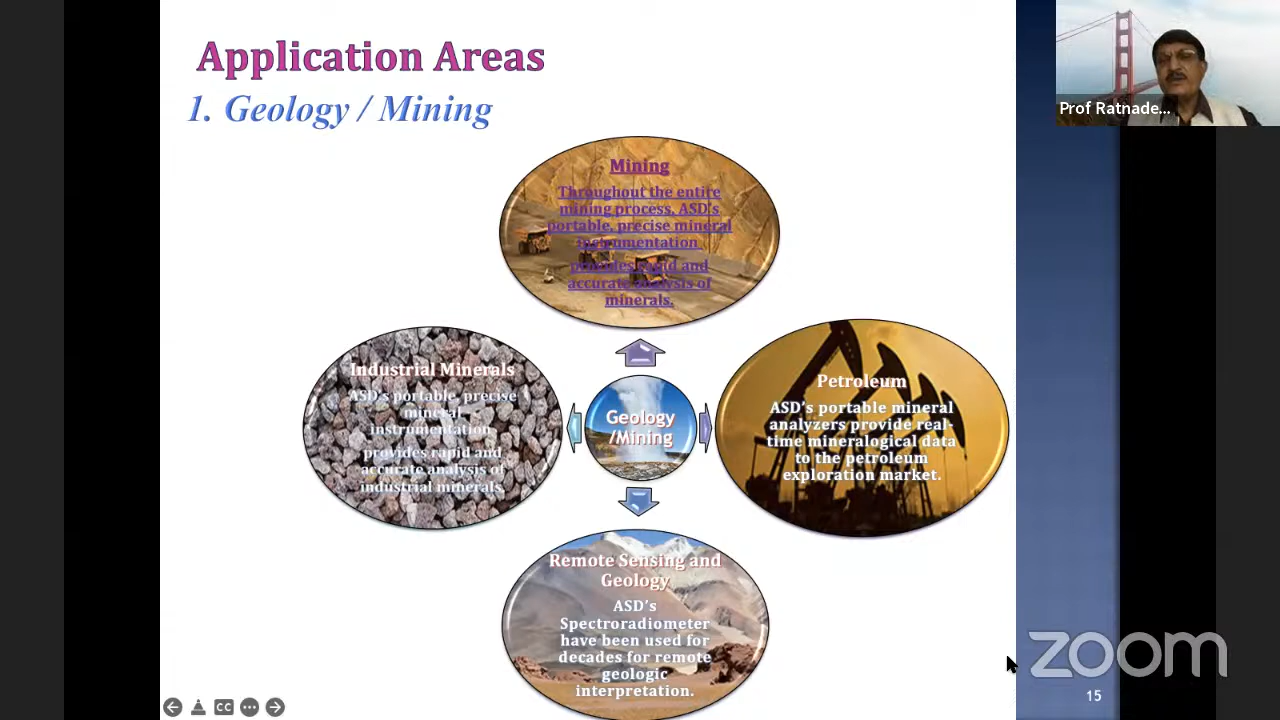 Application Areas
1. Geology / Mining
Prof Ratnade...
Mining
Throughout the entire
mining process, ASD's
portable, precise mineral
instrumentation
provides rapid and
accurate analysis of
minerals.
Industrial Minerals
ASD's portable, precise
mineral
instrumentation
provides rapid and
accurate analysis of
industrial minerals.
Geology
/Mining
Petroleum
ASD's portable mineral
analyzers provide real-
time mineralogical data
to the petroleum
exploration market.
Remote Sensing and
Geology
ASD's
Spectroradiometer
have been used for
decades for remote
geologic
interpretation.
zoom
15
CC